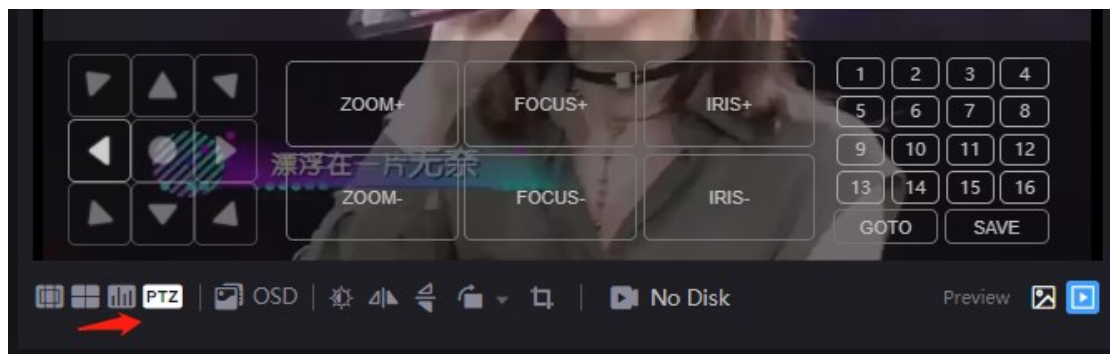 ZOOM+ FOCUS+ IRIS+ 1 2 3 4
5 6 7 8
漂浮在一片无奈
9 10 11 12
ZOOM- FOCUS- IRIS- 13 14 15 16
GOTO SAVE
PTZ OSD No Disk Preview